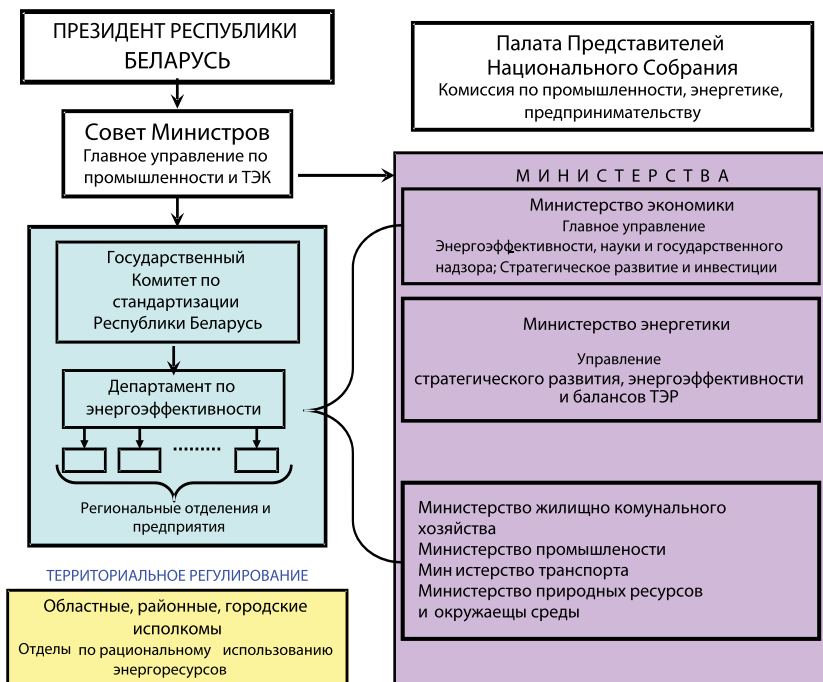 ПРЕЗИДЕНТ РЕСПУБЛИКИ
БЕЛАРУСЬ
Палата Представителей
Национального Собрания
Комиссия по промышленности, энергетике,
предпринимательству
Совет Министров
Главное управление по
промышленности и ТЭК
Государственный
Комитет по
стандартизации
Республики Беларусь
Департамент по
энергоэффективности
Региональные отделения и
предприятия
МИНИСТЕРСТВА
Министерство экономики
Главное управление
Энергоэффективности, науки и государственного
надзора; Стратегическое развитие и инвестиции
Министерство энергетики
Управление
стратегического развития, энергоэффективности
и балансов ТЭР
Министерство жилищно комунального
хозяйства
Министерство промышлености
Мин истерство транспорта
Министерство природных ресурсов
и окружаещы среды
ТЕРРИТОРИАЛЬНОЕ РЕГУЛИРОВАНИЕ
Областные, районные, городские
исполкомы
Отделы по рациональному использованию
энергоресурсов